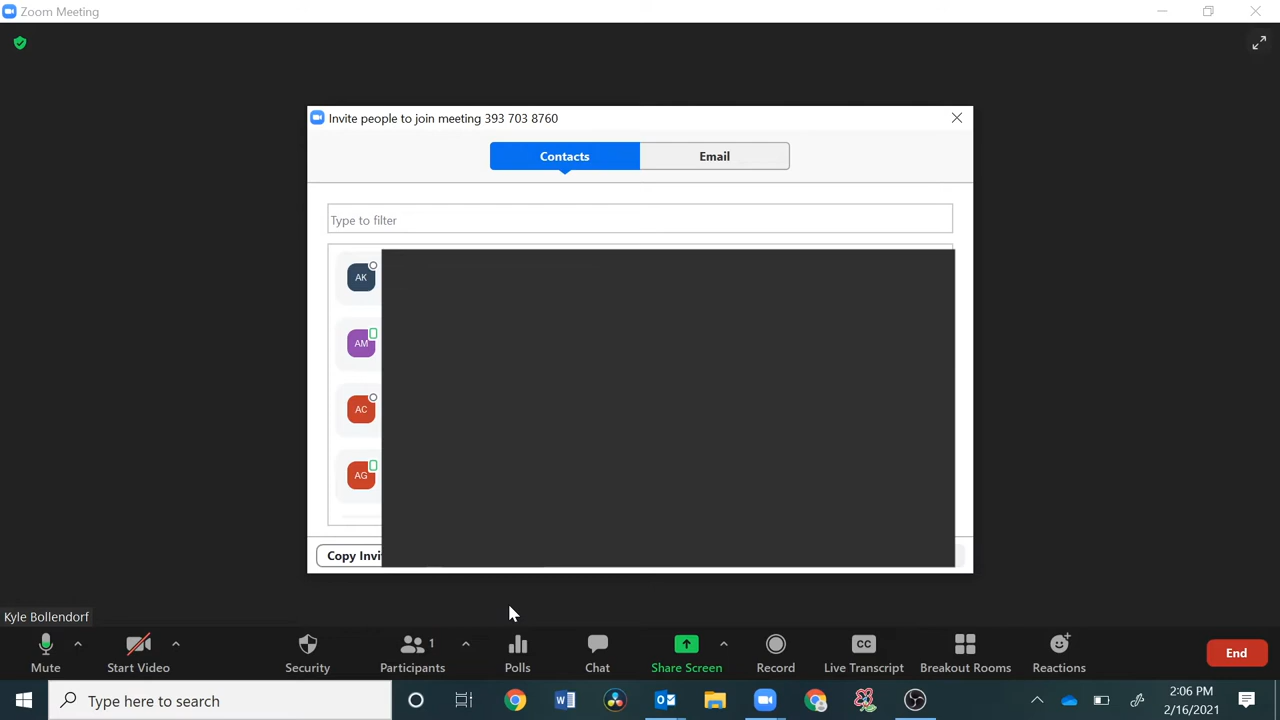 Zoom Meeting
Invite people to join meeting 393 703 8760
Contacts
Email
Type to filter
AK
AM
AC
AG
Copy Invi
Kyle Bollendorf
Mute
Start Video
Security
Participants
1
Polls
Chat
Share Screen
Record
CC
Live Transcript
Breakout Rooms
Reactions
End
Type here to search
2:06 PM
2/16/2021